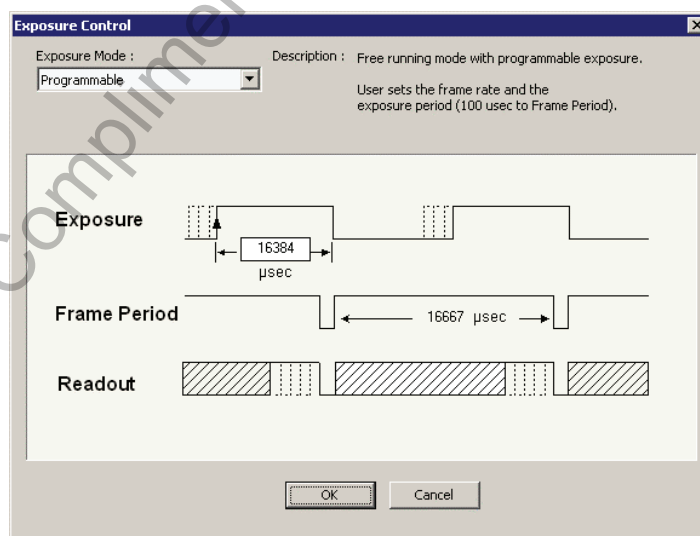 Exposure Control
Exposure Mode :
Programmable
Description :
Free running mode with programmable exposure.
User sets the frame rate and the
exposure period (100 usec to Frame Period).
Exposure
16384
µsec
Frame Period
16667 µsec
Readout
OK
Cancel